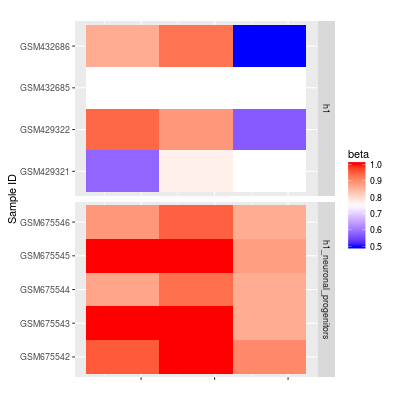 GSM432686
GSM432685
GSM429322
GSM429321
h1
GSM675546
GSM675545
GSM675544
GSM675543
GSM675542
h1_neuronal_progenitors
Sample ID
beta
1.0
0.9
0.8
0.7
0.6
0.5